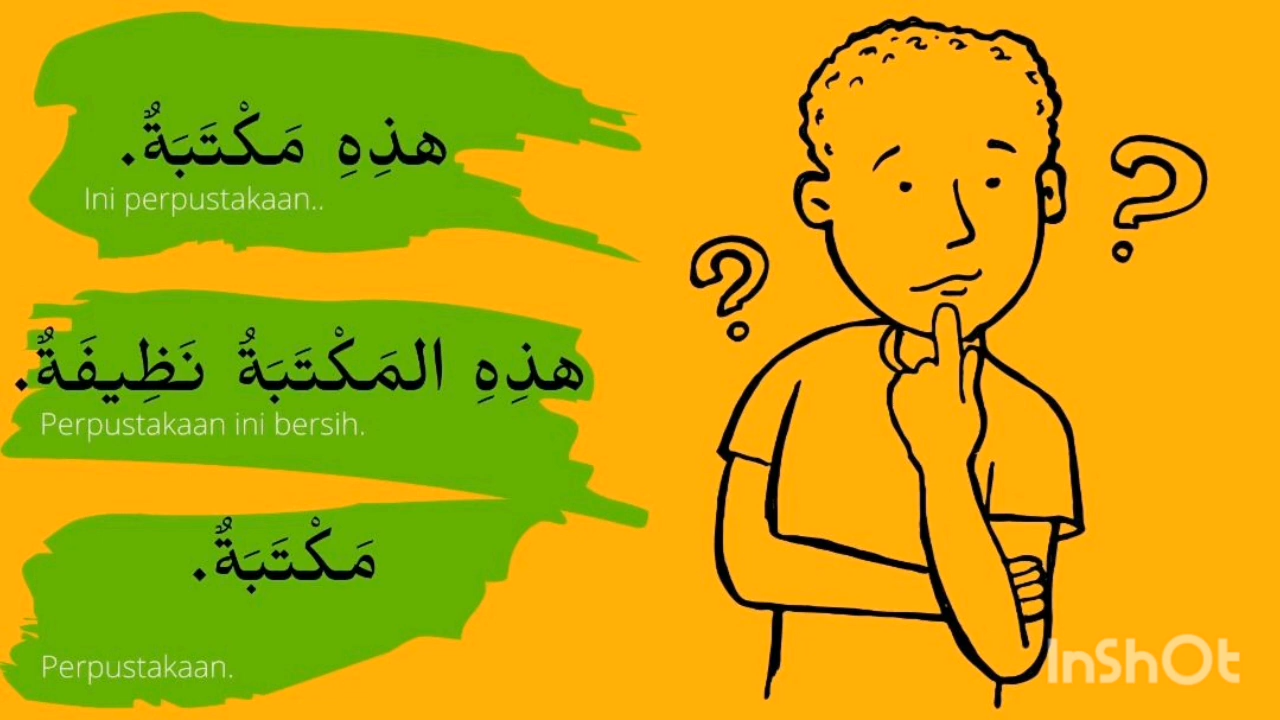 هذِهِ مَكْتَبَةٌ.
Ini perpustakaan..
هذِهِ المَكْتَبَةُ نَظِيفَةٌ.
Perpustakaan ini bersih.
مَكْتَبَةٌ.
Perpustakaan.
?
?
InShOt